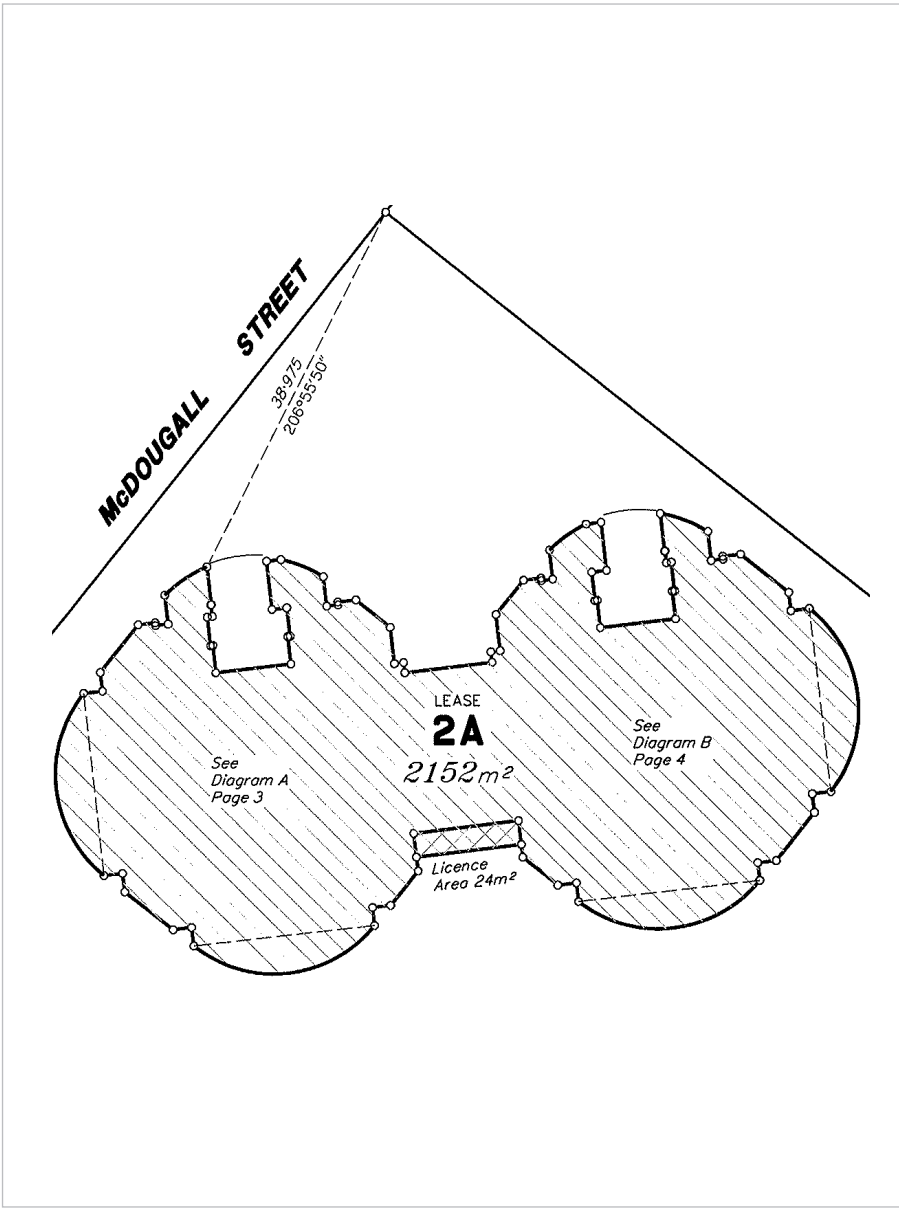 McDOUGALL STREET
38·975
206°55'50"
LEASE
2A
2152m²
See
Diagram A
Page 3
See
Diagram B
Page 4
Licence
Area 24m²